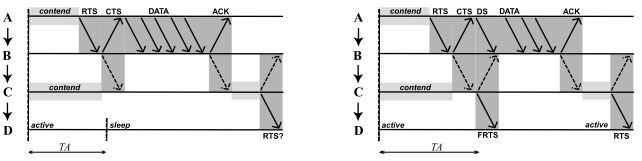 A contend RTS CTS DATA ACK
B
C contend
D active sleep
TA RTS?
A contend RTS CTS DS DATA ACK
B
C contend
D active active
FRTS RTS
TA